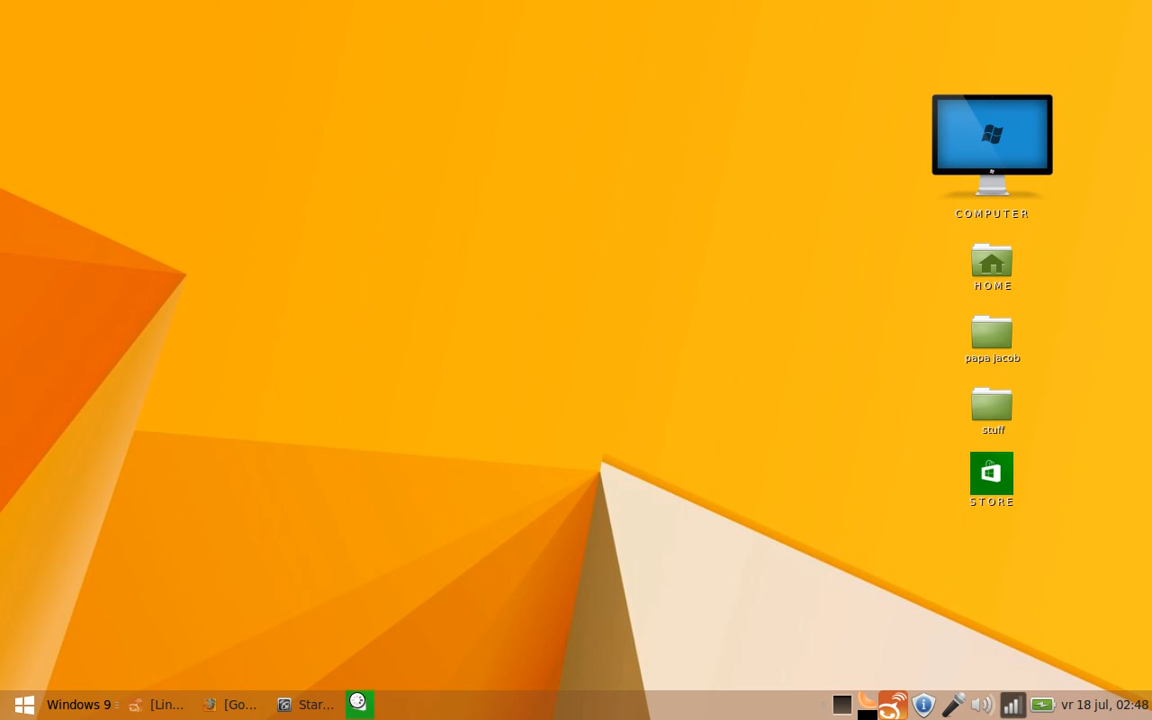 COMPUTER
HOME
papa jacob
stuff
STORE
Windows 9 [Lin... [Go... Star... vr 18 jul, 02:48